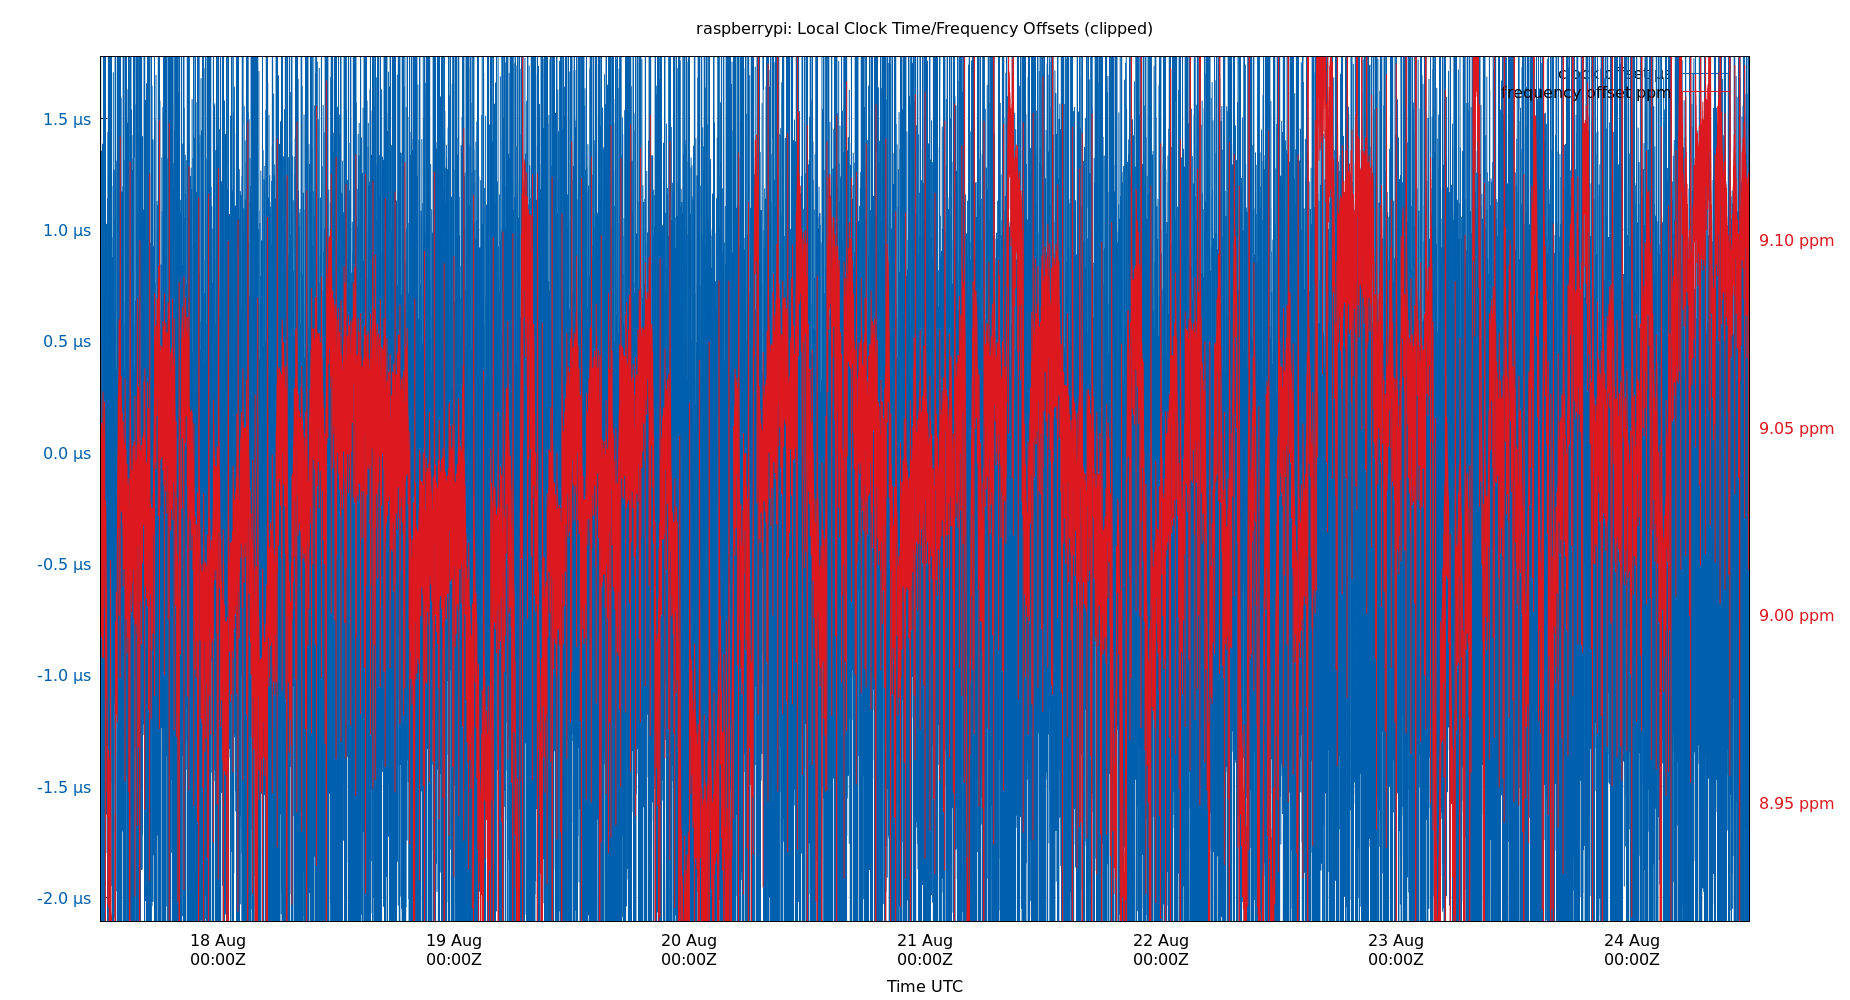 raspberrypi: Local Clock Time/Frequency Offsets (clipped)
clock offset µs
frequency offset ppm
1.5 µs
1.0 µs
0.5 µs
0.0 µs
-0.5 µs
-1.0 µs
-1.5 µs
-2.0 µs
9.10 ppm
9.05 ppm
9.00 ppm
8.95 ppm
18 Aug 19 Aug 20 Aug 21 Aug 22 Aug 23 Aug 24 Aug
00:00Z 00:00Z 00:00Z 00:00Z 00:00Z 00:00Z 00:00Z
Time UTC